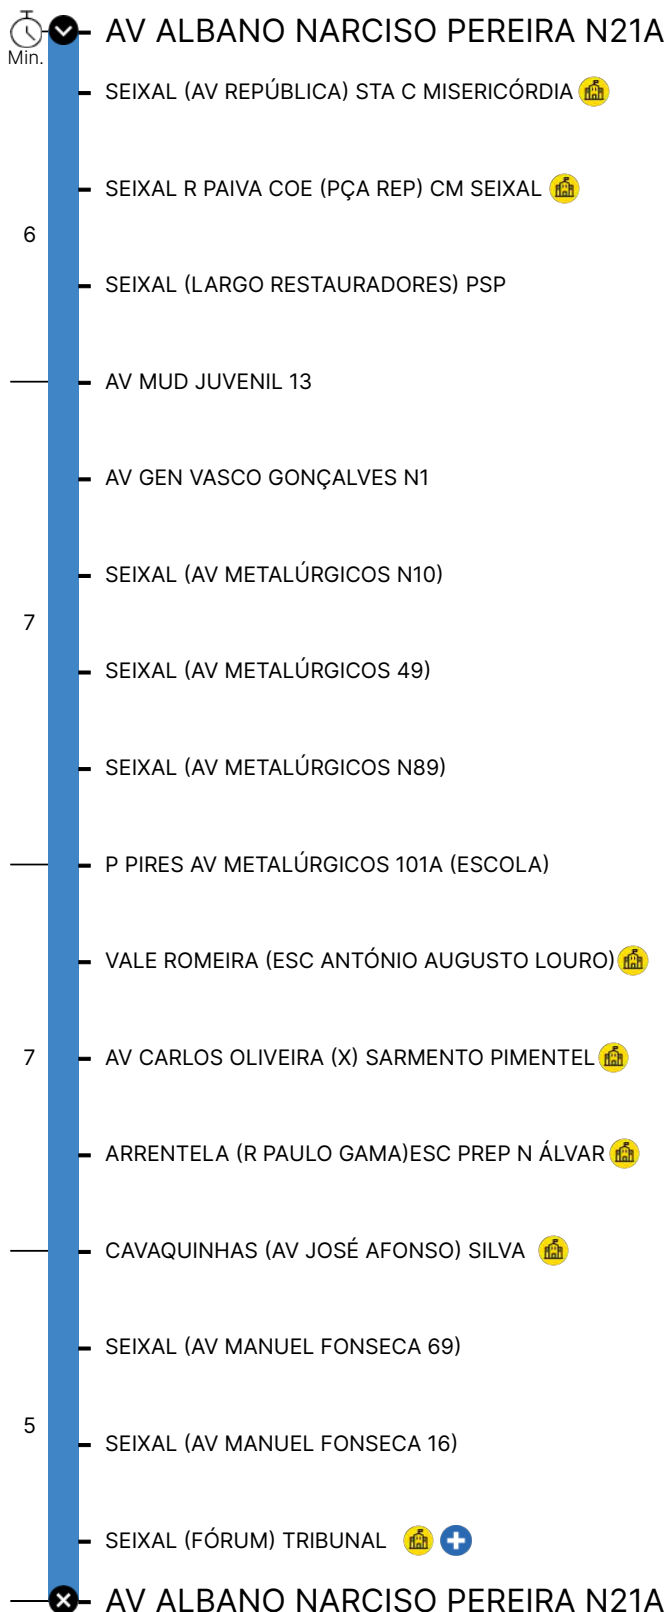 AV ALBANO NARCISO PEREIRA N21A
Min.
SEIXAL (AV REPÚBLICA) STA C MISERICÓRDIA
SEIXAL R PAIVA COE (PÇA REP) CM SEIXAL
6
SEIXAL (LARGO RESTAURADORES) PSP
AV MUD JUVENIL 13
AV GEN VASCO GONÇALVES N1
SEIXAL (AV METALÚRGICOS N10)
7
SEIXAL (AV METALÚRGICOS 49)
SEIXAL (AV METALÚRGICOS N89)
P PIRES AV METALÚRGICOS 101A (ESCOLA)
VALE ROMEIRA (ESC ANTÓNIO AUGUSTO LOURO)
7 AV CARLOS OLIVEIRA (X) SARMENTO PIMENTEL
ARRENTELA (R PAULO GAMA)ESC PREP N ÁLVAR
CAVAQUINHAS (AV JOSÉ AFONSO) SILVA
SEIXAL (AV MANUEL FONSECA 69)
5
SEIXAL (AV MANUEL FONSECA 16)
SEIXAL (FÓRUM) TRIBUNAL
AV ALBANO NARCISO PEREIRA N21A